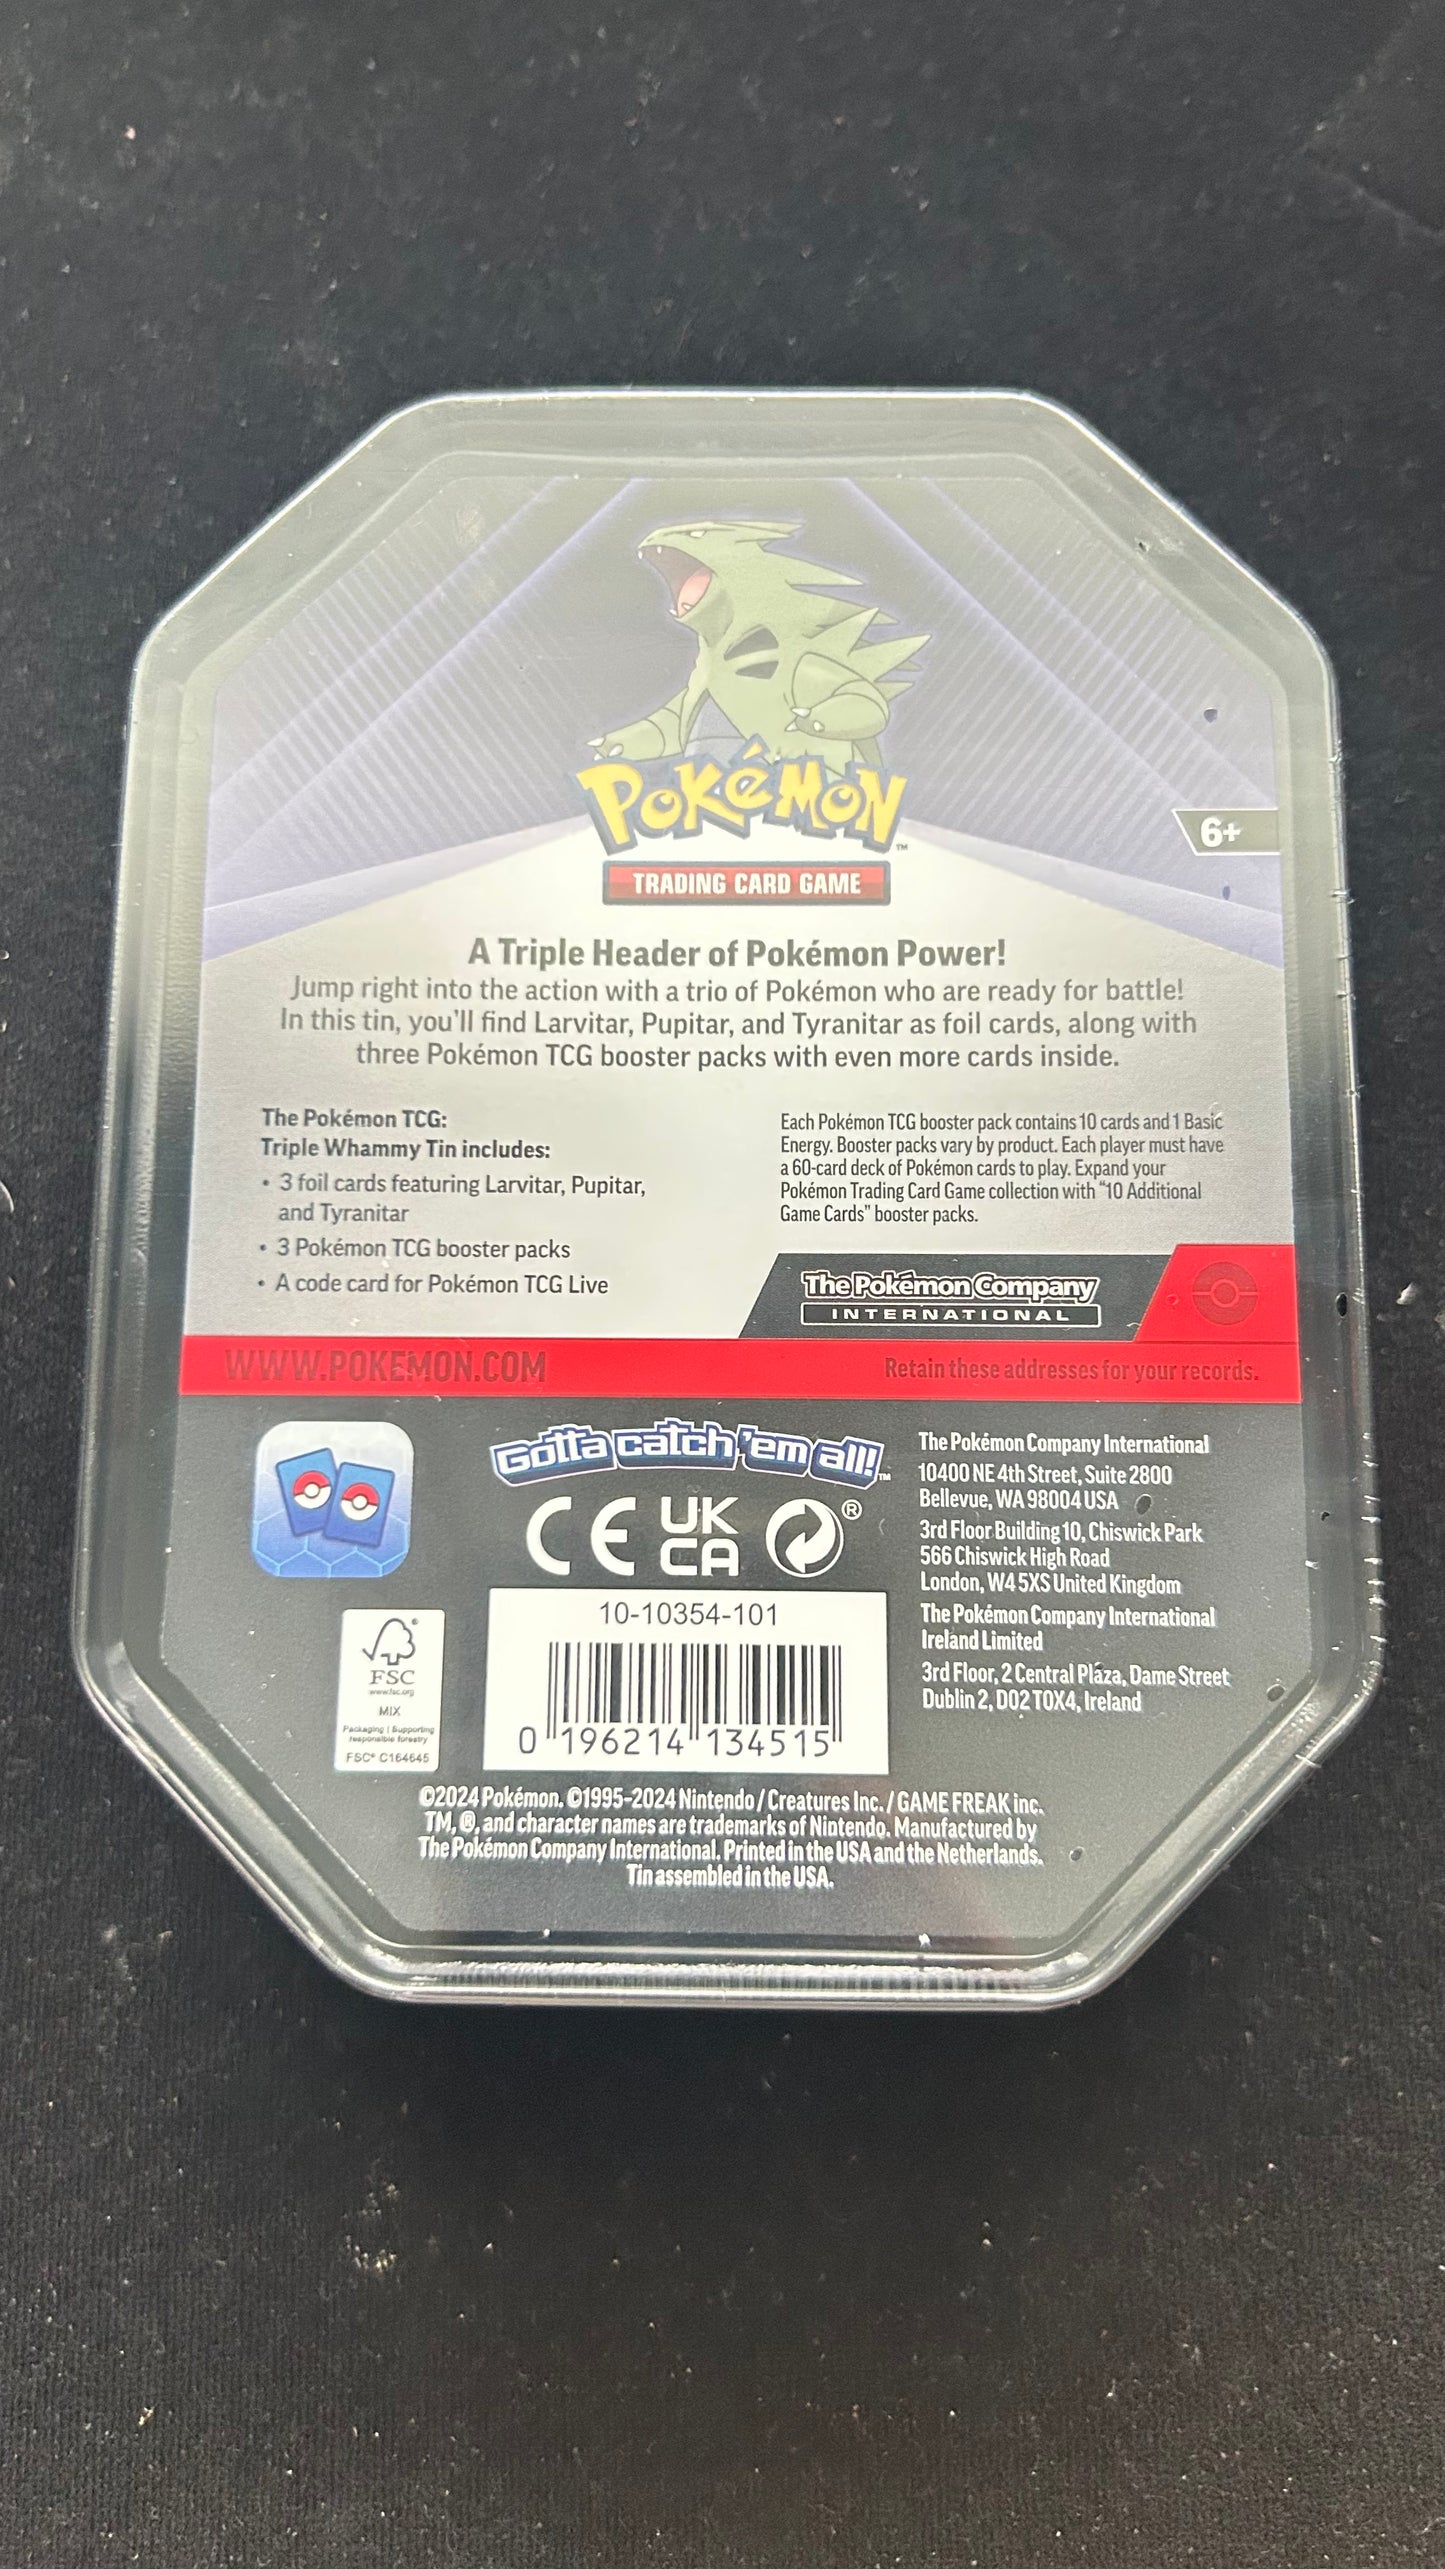 POKéMON™
TRADING CARD GAME
6+
A Triple Header of Pokémon Power!
Jump right into the action with a trio of Pokémon who are ready for battle!
In this tin, you'll find Larvitar, Pupitar, and Tyranitar as foil cards, along with
three Pokémon TCG booster packs with even more cards inside.
The Pokémon TCG:
Triple Whammy Tin includes:
• 3 foil cards featuring Larvitar, Pupitar,
and Tyranitar
• 3 Pokémon TCG booster packs
• A code card for Pokémon TCG Live
Each Pokémon TCG booster pack contains 10 cards and 1 Basic
Energy. Booster packs vary by product. Each player must have
a 60-card deck of Pokémon cards to play. Expand your
Pokémon Trading Card Game collection with “10 Additional
Game Cards” booster packs.
The Pokémon Company
INTERNATIONAL
WWW.POKEMON.COM
Retain these addresses for your records.
Gotta catch 'em all!™
CE UK CA ®
10-10354-101
0 196214 134515
FSC®
www.fsc.org
MIX
Packaging | Supporting
responsible forestry
FSC® C164645
The Pokémon Company International
10400 NE 4th Street, Suite 2800
Bellevue, WA 98004 USA
3rd Floor Building 10, Chiswick Park
566 Chiswick High Road
London, W4 5XS United Kingdom
The Pokémon Company International
Ireland Limited
3rd Floor, 2 Central Plaza, Dame Street
Dublin 2, D02 T0X4, Ireland
©2024 Pokémon. ©1995–2024 Nintendo / Creatures Inc. / GAME FREAK inc.
TM, ®, and character names are trademarks of Nintendo. Manufactured by
The Pokémon Company International. Printed in the USA and the Netherlands.
Tin assembled in the USA.